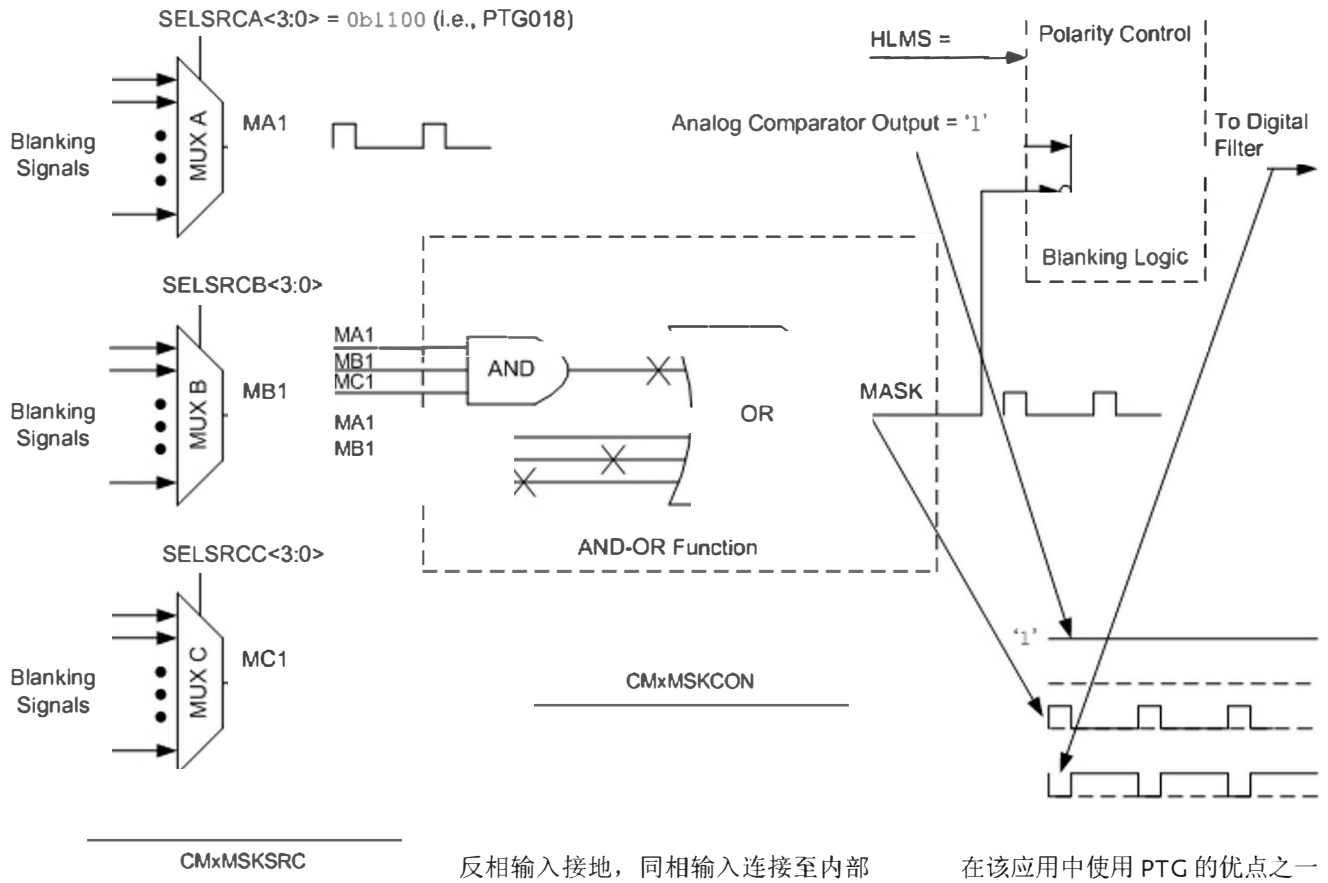 SELSRCA<3:0> = 0b1100 (i.e., PTG018)
Blanking
Signals
MUX A
MA1
HLMS =
Polarity Control
Analog Comparator Output = '1'
To Digital
Filter
Blanking Logic
SELSRCB<3:0>
Blanking
Signals
MUX B
MB1
MA1
MB1
MC1
AND
MA1
MB1
OR
MASK
AND-OR Function
SELSRCC<3:0>
Blanking
Signals
MUX C
MC1
'1'
CMxMSKCON
CMxMSKSRC
反相输入接地，同相输入连接至内部
在该应用中使用 PTG 的优点之一